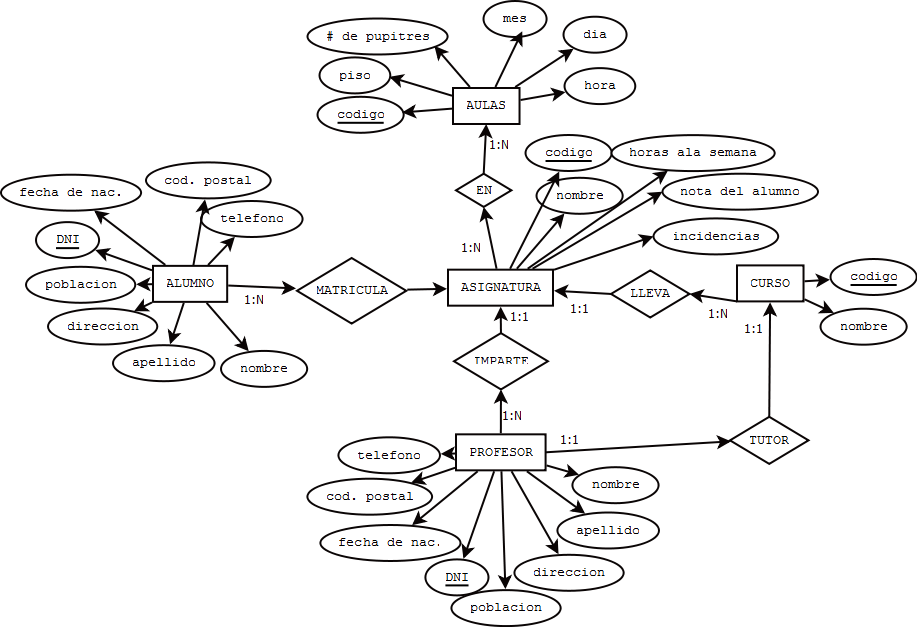 mes
# de pupitres
dia
piso
hora
codigo
AULAS
1:N
codigo
horas ala semana
cod. postal
fecha de nac.
EN
nombre
nota del alumno
telefono
DNI
incidencias
1:N
poblacion
ALUMNO
MATRICULA
ASIGNATURA
LLEVA
CURSO
codigo
1:N
1:1
1:1
1:N
direccion
nombre
1:1
apellido
nombre
IMPARTE
1:N
telefono
PROFESOR
1:1
TUTOR
cod. postal
nombre
fecha de nac.
apellido
DNI
direccion
poblacion